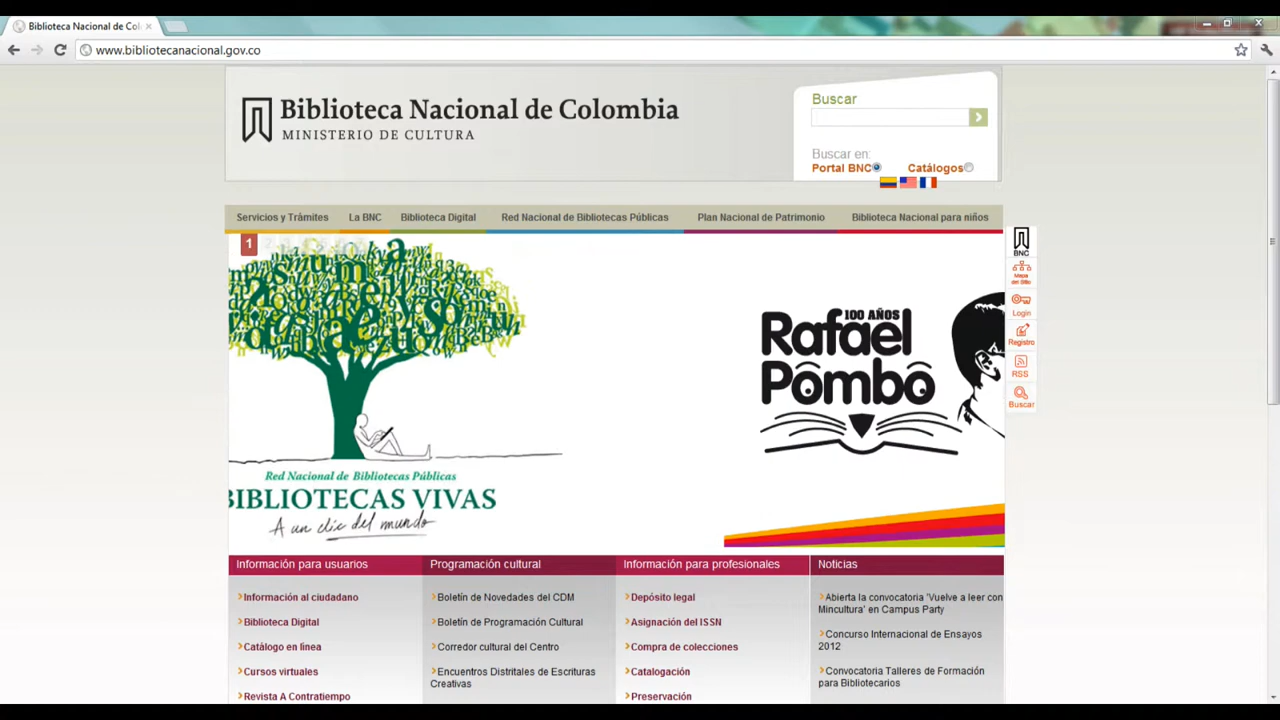 Biblioteca Nacional de Col
www.bibliotecanacional.gov.co
Biblioteca Nacional de Colombia
MINISTERIO DE CULTURA
Buscar
Buscar en:
Portal BNC Catálogos
Servicios y Trámites La BNC Biblioteca Digital Red Nacional de Bibliotecas Públicas Plan Nacional de Patrimonio Biblioteca Nacional para niños
1
Red Nacional de Bibliotecas Públicas
BIBLIOTECAS VIVAS
A un clic del mundo
100 AÑOS
Rafael
Pombo
BNC
Mapa
del Sitio
Login
Registro
RSS
Buscar
Información para usuarios
Información al ciudadano
Biblioteca Digital
Catálogo en línea
Cursos virtuales
Revista A Contratiempo
Programación cultural
Boletín de Novedades del CDM
Boletín de Programación Cultural
Corredor cultural del Centro
Encuentros Distritales de Escrituras
Creativas
Información para profesionales
Depósito legal
Asignación del ISSN
Compra de colecciones
Catalogación
Preservación
Noticias
Abierta la convocatoria 'Vuelve a leer con
Mincultura' en Campus Party
Concurso Internacional de Ensayos
2012
Convocatoria Talleres de Formación
para Bibliotecarios